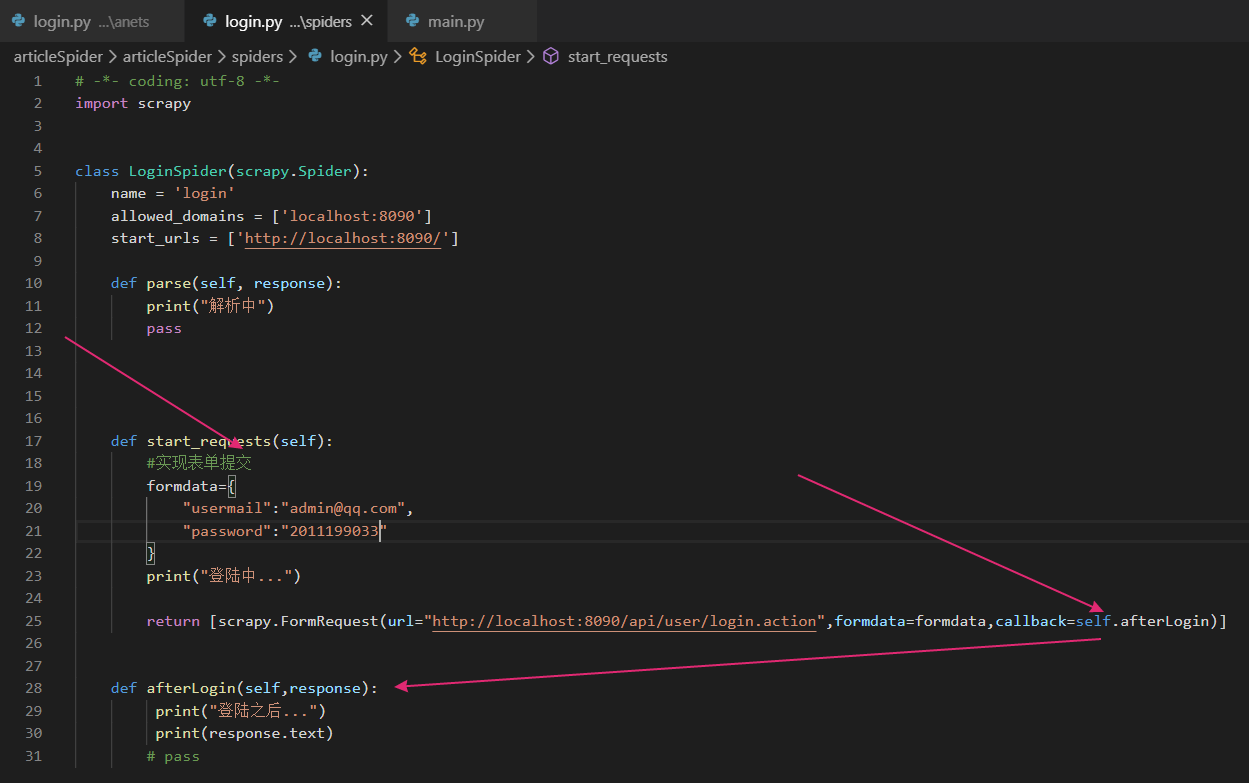 login.py ...\anets login.py ...\spiders main.py
articleSpider > articleSpider > spiders > login.py > LoginSpider > start_requests
1 # -*- coding: utf-8 -*-
2 import scrapy
3
4
5 class LoginSpider(scrapy.Spider):
6 name = 'login'
7 allowed_domains = ['localhost:8090']
8 start_urls = ['http://localhost:8090/']
9
10 def parse(self, response):
11 print("解析中")
12 pass
13
14
15
16
17 def start_requests(self):
18 #实现表单提交
19 formdata={
20 "usermail":"admin@qq.com",
21 "password":"2011199033"
22 }
23 print("登陆中...")
24
25 return [scrapy.FormRequest(url="http://localhost:8090/api/user/login.action",formdata=formdata,callback=self.afterLogin)]
26
27
28 def afterLogin(self,response):
29 print("登陆之后...")
30 print(response.text)
31 # pass